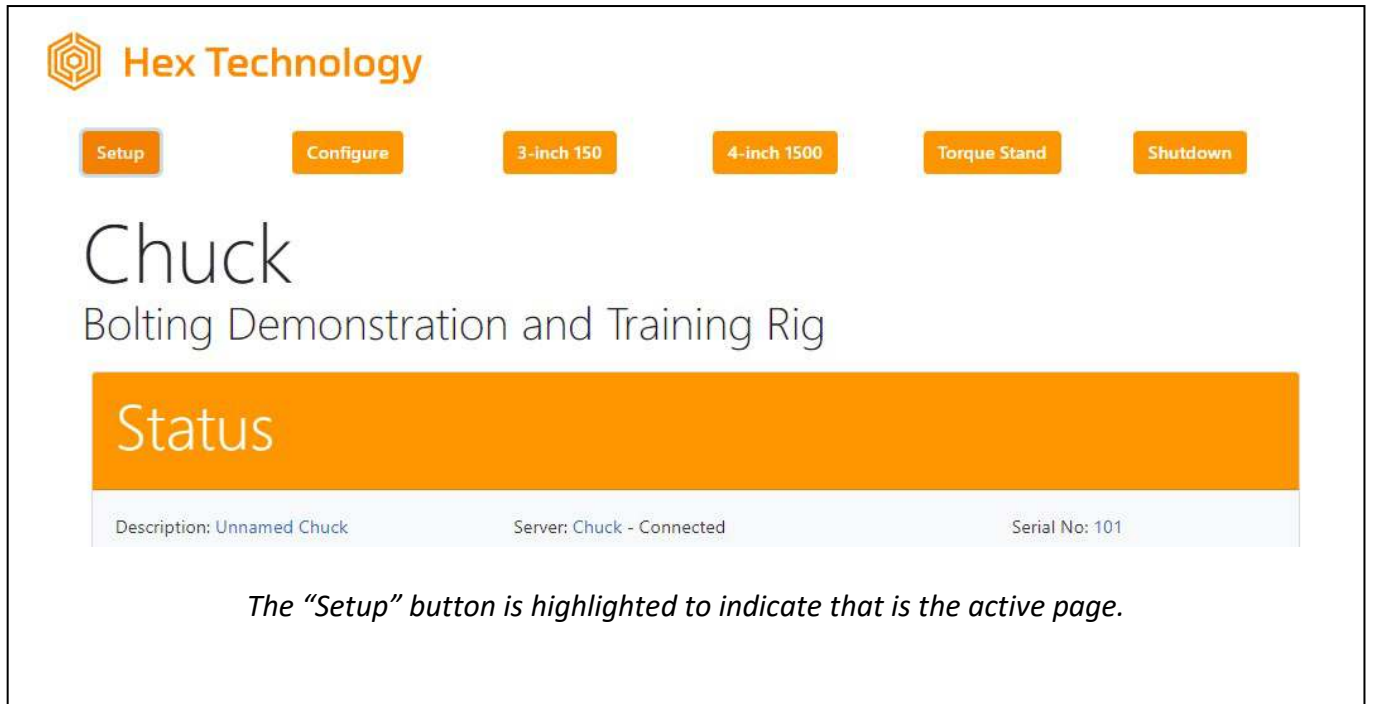 Hex Technology
Setup Configure 3-inch 150 4-inch 1500 Torque Stand Shutdown
Chuck
Bolting Demonstration and Training Rig
Status
Description: Unnamed Chuck Server: Chuck - Connected Serial No: 101
The “Setup” button is highlighted to indicate that is the active page.